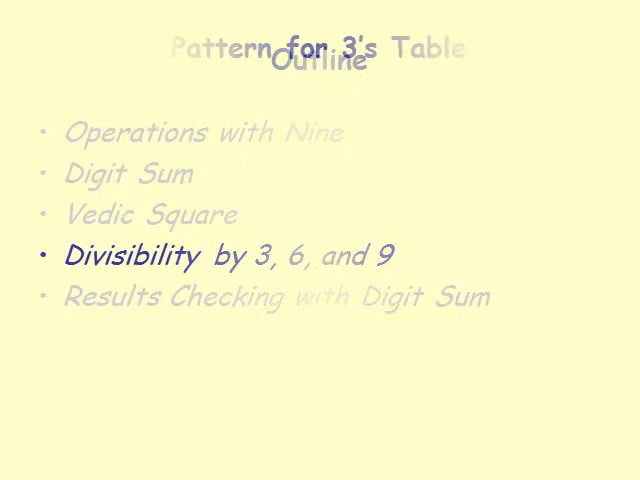 Pattern for 3's Table
Outline
• Operations with Nine
• Digit Sum
• Vedic Square
• Divisibility by 3, 6, and 9
• Results Checking with Digit Sum